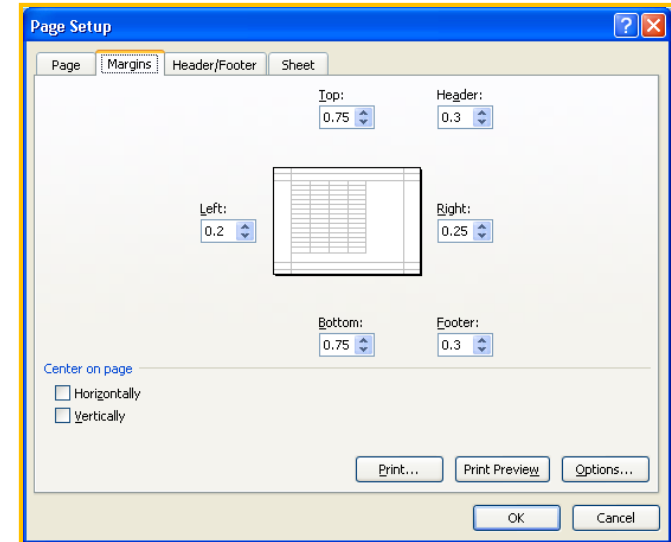 Page Setup
Page Margins Header/Footer Sheet
Top: Header:
0.75 0.3
Left: Right:
0.2 0.25
Bottom: Footer:
0.75 0.3
Center on page
Horizontally
Vertically
Print... Print Preview Options...
OK Cancel